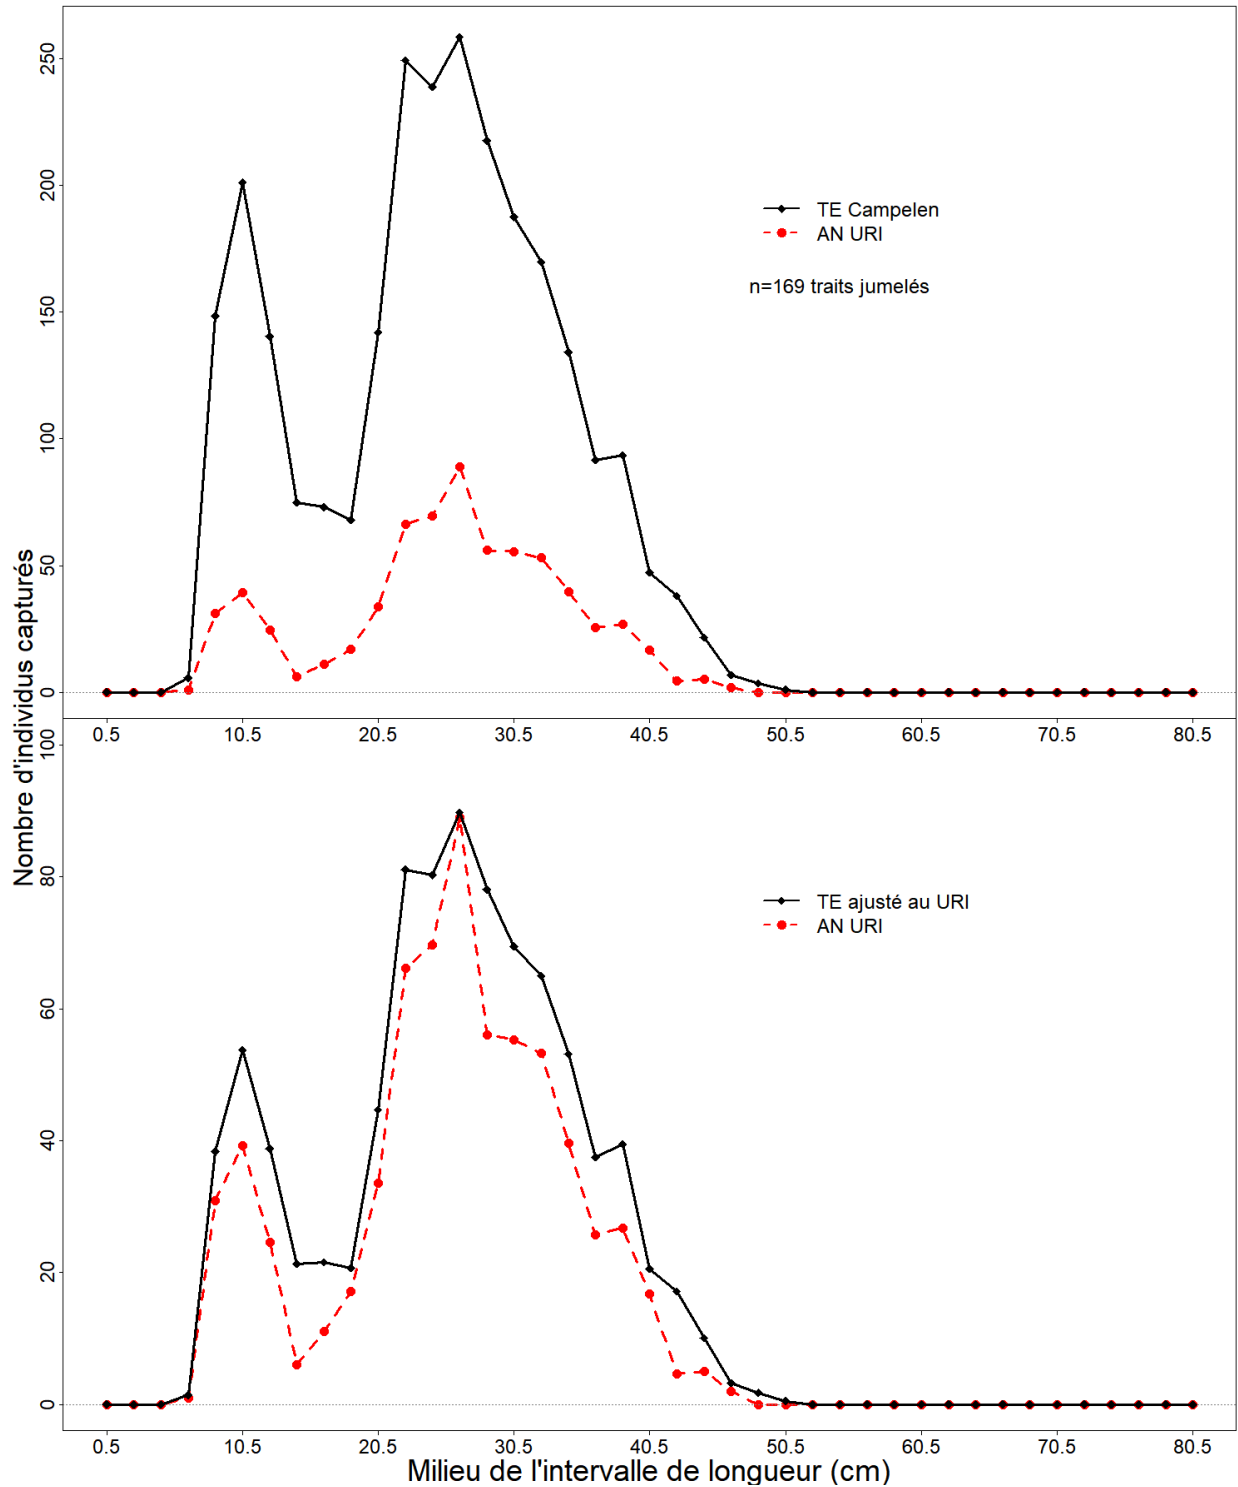 250
200
150
100
50
0
TE Campelen
AN URI
n=169 traits jumelés
0.5 10.5 20.5 30.5 40.5 50.5 60.5 70.5 80.5
Nombre d'individus capturés
100
80
60
40
20
0
TE ajusté au URI
AN URI
0.5 10.5 20.5 30.5 40.5 50.5 60.5 70.5 80.5
Milieu de l'intervalle de longueur (cm)